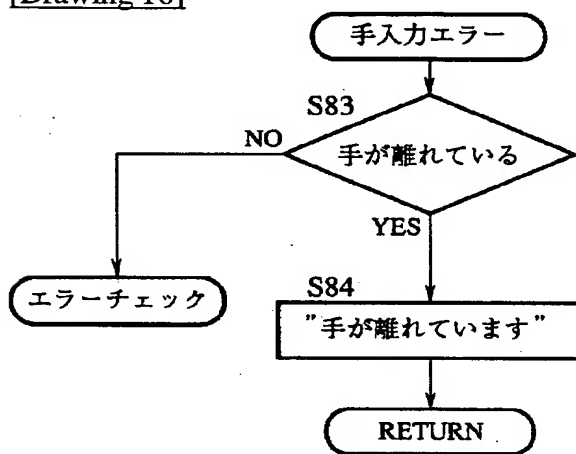 [Drawing 16]
手入力エラー
S83
手が離れている
NO
YES
エラーチェック
S84
"手が離れています"
RETURN